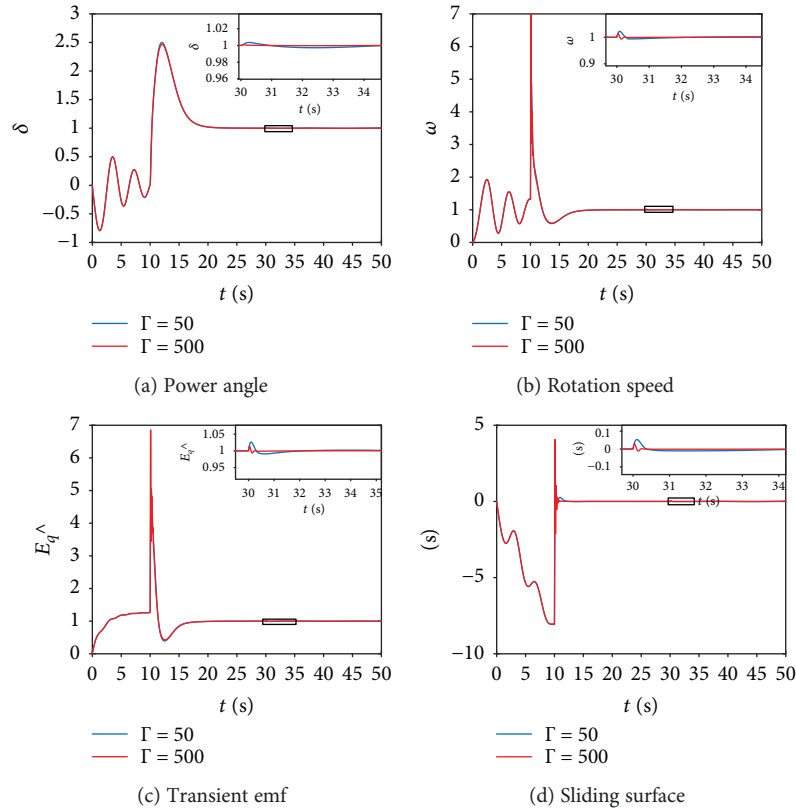 3
2.5
2
1.5
1
0.5
0
−0.5
−1
δ
0 5 10 15 20 25 30 35 40 45 50
t (s)
1.02
1
0.98
0.96
δ
30 31 32 33 34
t (s)
Γ = 50
Γ = 500
(a) Power angle
7
6
5
4
3
2
1
0
ω
0 5 10 15 20 25 30 35 40 45 50
t (s)
1
0.9
ω
30 31 32 33 34
t (s)
Γ = 50
Γ = 500
(b) Rotation speed
7
6
5
4
3
2
1
0
E_q^
0 5 10 15 20 25 30 35 40 45 50
t (s)
1.05
1
0.95
E_q^
30 31 32 33 34 35
t (s)
Γ = 50
Γ = 500
(c) Transient emf
5
0
−5
−10
(s)
0 5 10 15 20 25 30 35 40 45 50
t (s)
0.1
0
−0.1
(s)
30 31 32 33 34
t (s)
Γ = 50
Γ = 500
(d) Sliding surface